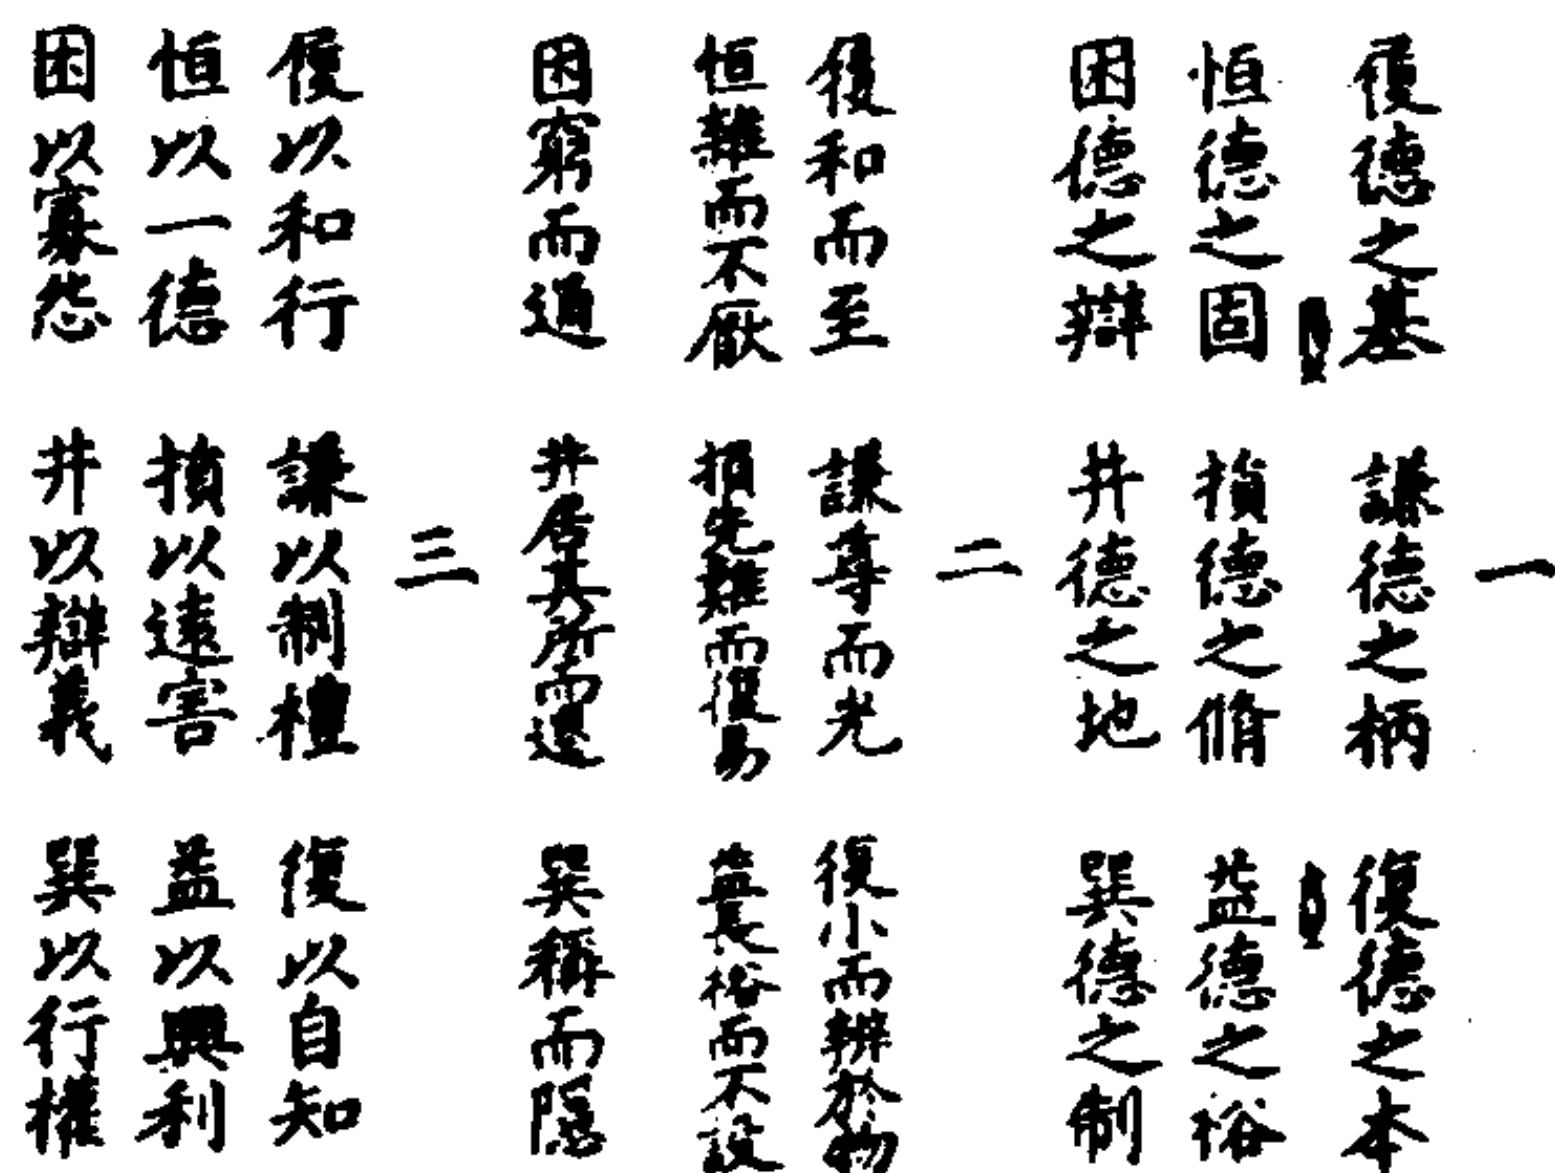 一
履德之基 謙德之柄 復德之本
恒德之固 損德之脩 益德之裕
困德之辯 井德之地 巽德之制
二
復和而至 謙尊而光 復小而辨於物
恒雜而不厭 損先難而復易 益長裕而不設
困窮而通 井居其所而遷 巽稱而隱
三
履以和行 謙以制禮 復以自知
恒以一德 損以遠害 益以興利
困以寡怨 井以辯義 巽以行權